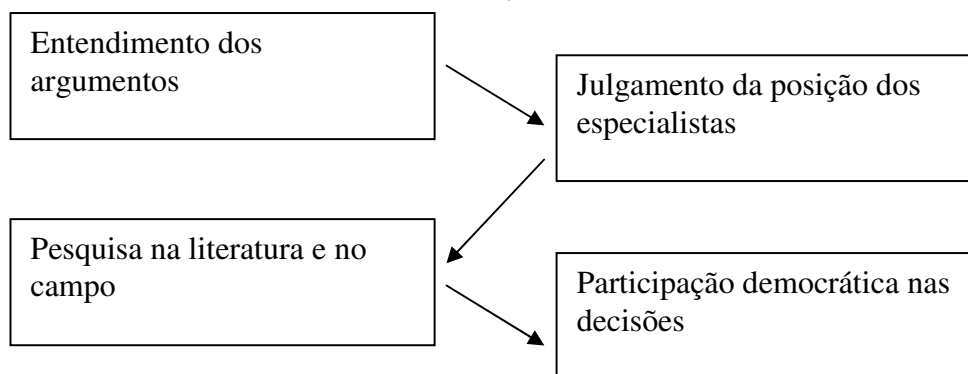 Entendimento dos
argumentos
Julgamento da posição dos
especialistas
Pesquisa na literatura e no
campo
Participação democrática nas
decisões